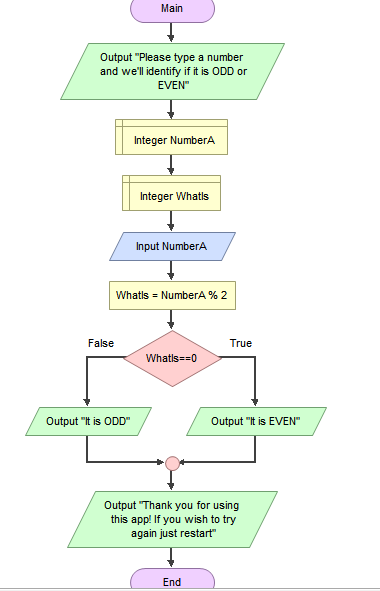 Main
Output "Please type a number
and we'll identify if it is ODD or
EVEN"
Integer NumberA
Integer WhatIs
Input NumberA
WhatIs = NumberA % 2
False
True
WhatIs==0
Output "It is ODD"
Output "It is EVEN"
Output "Thank you for using
this app! If you wish to try
again just restart"
End